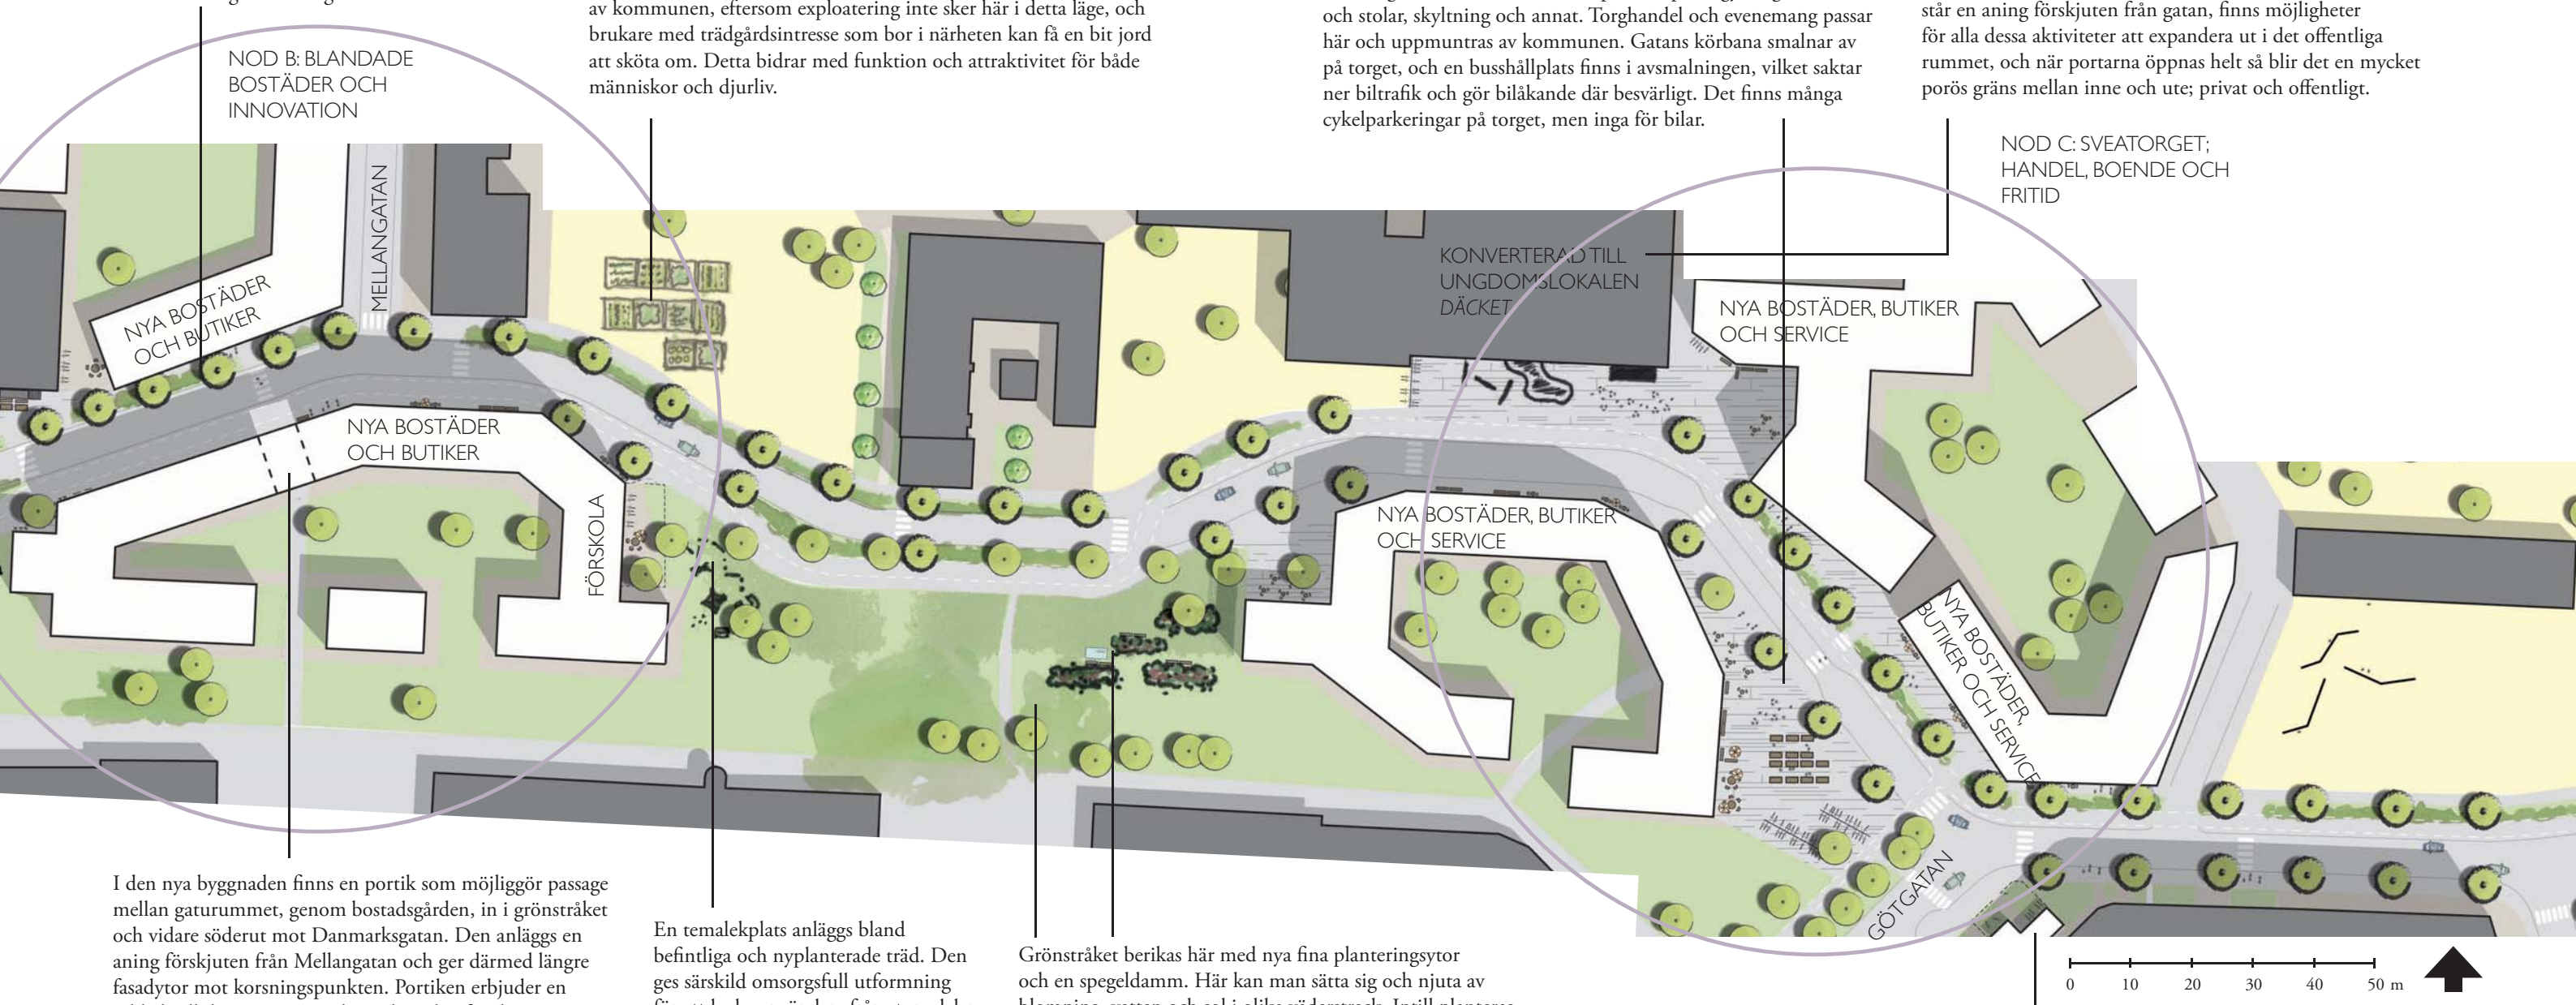 NOD B: BLANDADE
BOSTÄDER OCH
INNOVATION
av kommunen, eftersom exploatering inte sker här i detta läge, och
brukare med trädgårdsintresse som bor i närheten kan få en bit jord
att sköta om. Detta bidrar med funktion och attraktivitet för både
människor och djurliv.
och stolar, skyltning och annat. Torghandel och evenemang passar
här och uppmuntras av kommunen. Gatans körbana smalnar av
på torget, och en busshållplats finns i avsmalningen, vilket saktar
ner biltrafik och gör bilåkande där besvärligt. Det finns många
cykelparkeringar på torget, men inga för bilar.
står en aning förskjuten från gatan, finns möjligheter
för alla dessa aktiviteter att expandera ut i det offentliga
rummet, och när portarna öppnas helt så blir det en mycket
porös gräns mellan inne och ute; privat och offentligt.
NOD C: SVEATORGET;
HANDEL, BOENDE OCH
FRITID
MELLANGATAN
NYA BOSTÄDER
OCH BUTIKER
KONVERTERAD TILL
UNGDOMSLOKALEN
DÄCKET
NYA BOSTÄDER, BUTIKER
OCH SERVICE
NYA BOSTÄDER
OCH BUTIKER
FÖRSKOLA
NYA BOSTÄDER, BUTIKER
OCH SERVICE
NYA BOSTÄDER,
BUTIKER OCH SERVICE
GÖTGATAN
I den nya byggnaden finns en portik som möjliggör passage
mellan gaturummet, genom bostadsgården, in i grönstråket
och vidare söderut mot Danmarksgatan. Den anläggs en
aning förskjuten från Mellangatan och ger därmed längre
fasadytor mot korsningspunkten. Portiken erbjuder en
En temalekplats anläggs bland
befintliga och nyplanterade träd. Den
ges särskild omsorgsfull utformning
Grönstråket berikas här med nya fina planteringsytor
och en spegeldamm. Här kan man sätta sig och njuta av
0 10 20 30 40 50 m